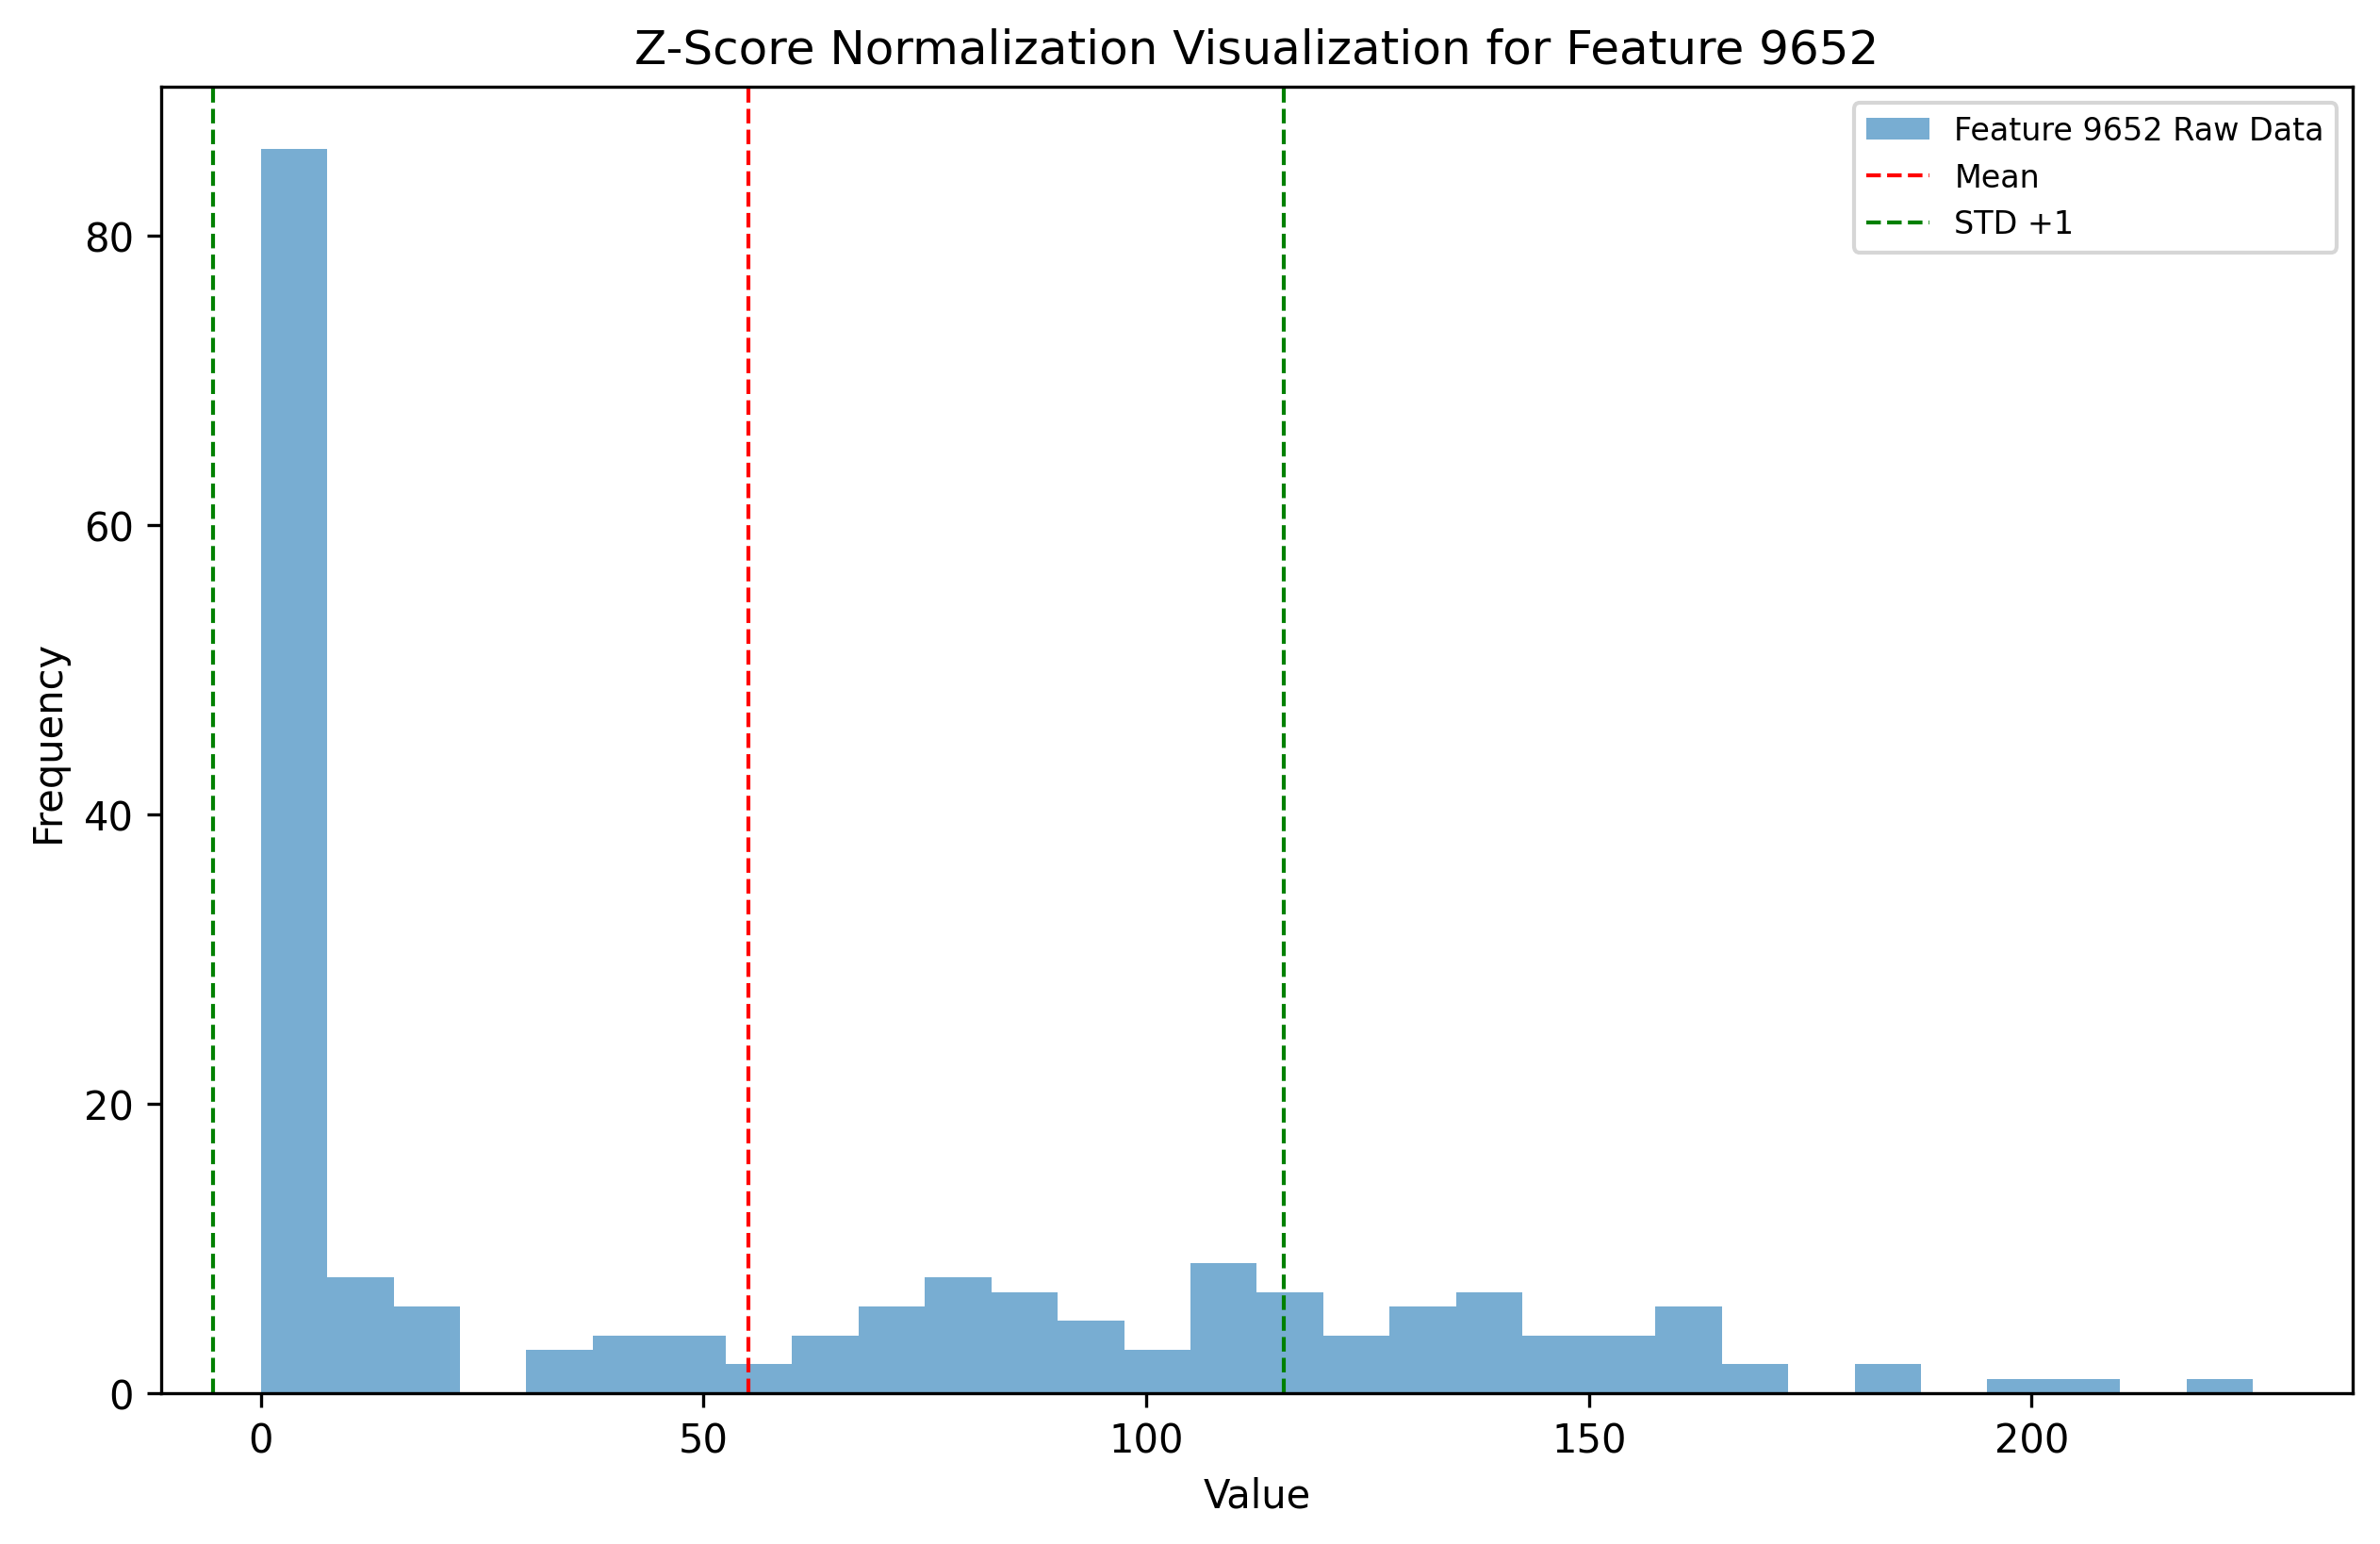 Z-Score Normalization Visualization for Feature 9652
Feature 9652 Raw Data
Mean
STD +1
80
60
40
20
0
Frequency
0 50 100 150 200
Value